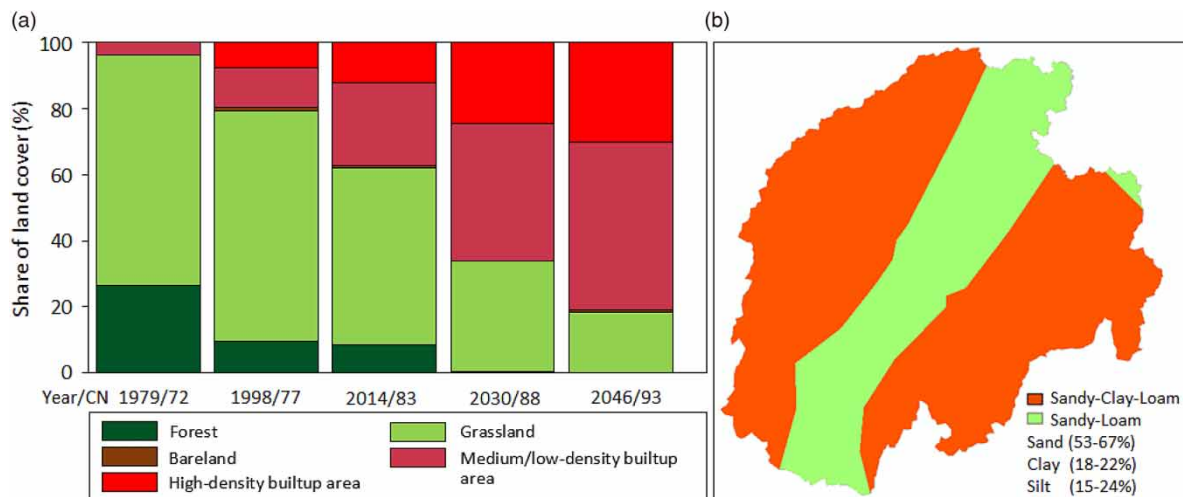 (a)
Share of land cover (%)
100
80
60
40
20
0
Year/CN 1979/72 1998/77 2014/83 2030/88 2046/93
Forest
Bareland
High-density builtup area
Grassland
Medium/low-density builtup
area
(b)
Sandy-Clay-Loam
Sandy-Loam
Sand (53-67%)
Clay (18-22%)
Silt (15-24%)